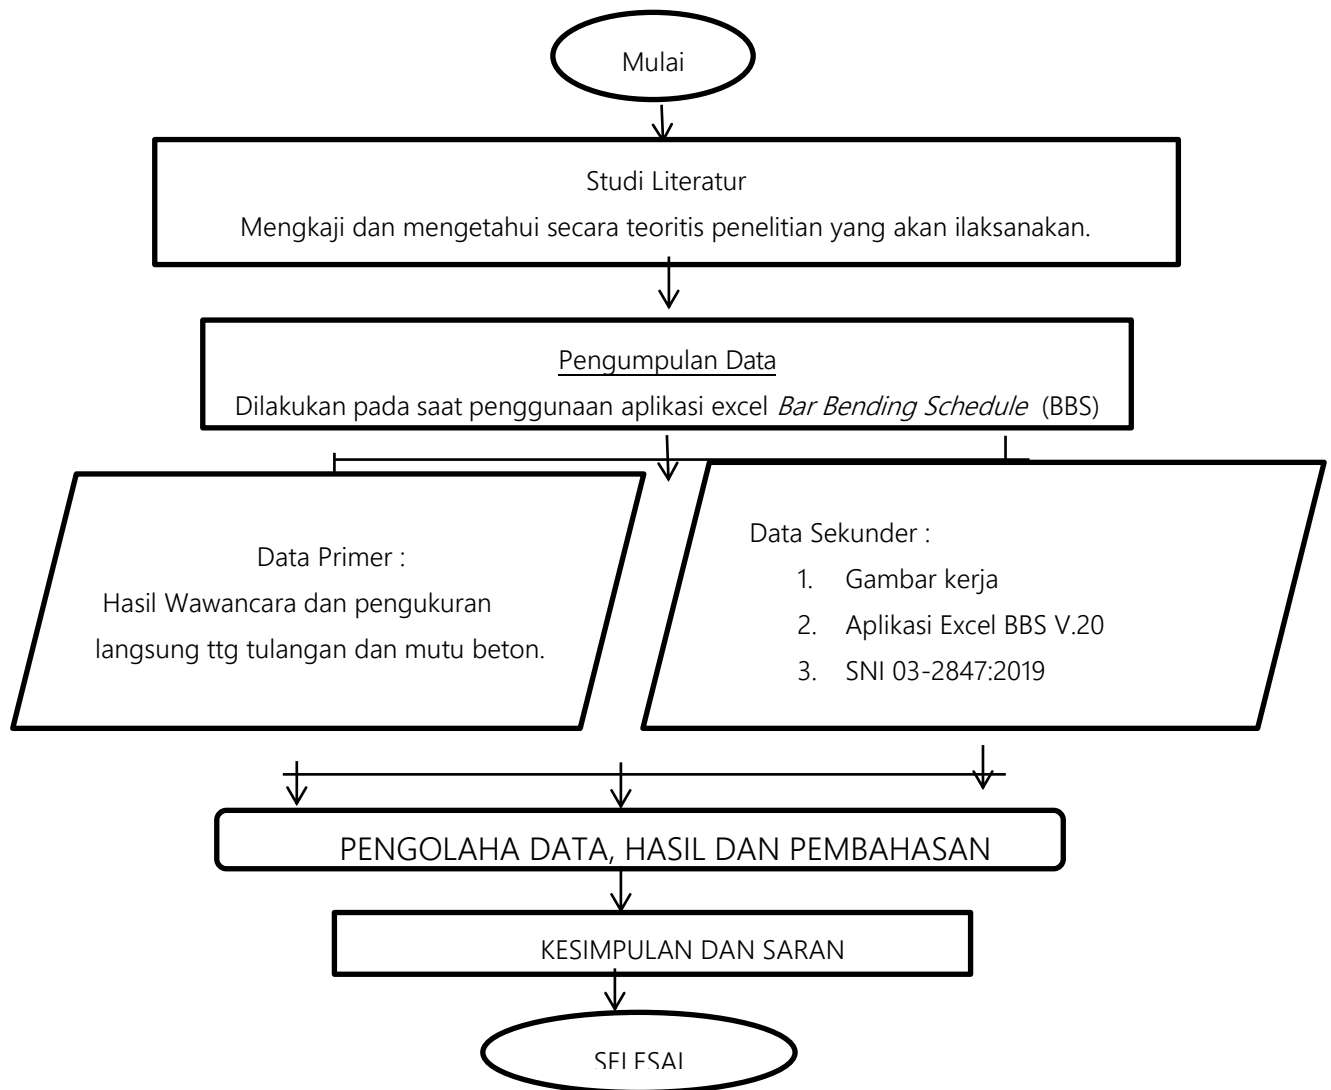 Mulai
Studi Literatur
Mengkaji dan mengetahui secara teoritis penelitian yang akan ilaksanakan.
Pengumpulan Data
Dilakukan pada saat penggunaan aplikasi excel Bar Bending Schedule (BBS)
Data Primer :
Hasil Wawancara dan pengukuran
langsung ttg tulangan dan mutu beton.
Data Sekunder :
1. Gambar kerja
2. Aplikasi Excel BBS V.20
3. SNI 03-2847:2019
PENGOLAHA DATA, HASIL DAN PEMBAHASAN
KESIMPULAN DAN SARAN
SELESAI